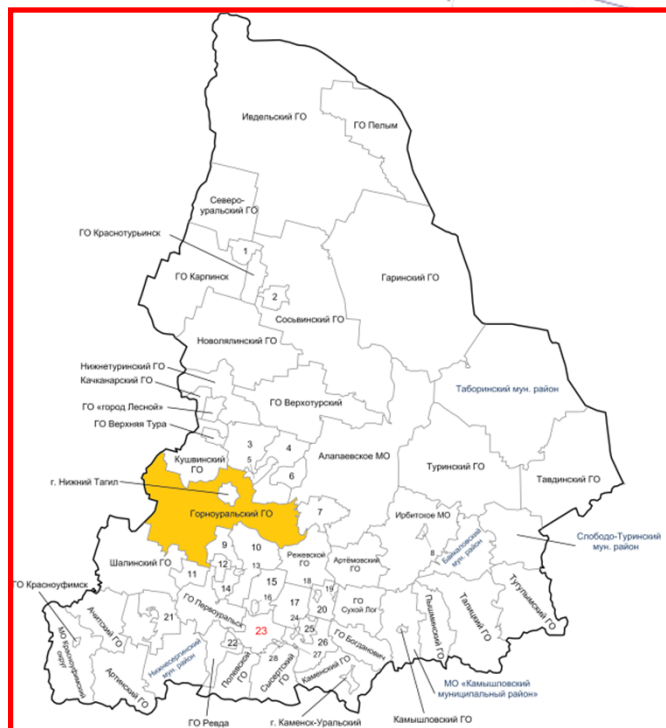 Ивдельский ГО
ГО Пелым
Северо-
уральский ГО
ГО Краснотурьинск
1
ГО Карпинск
Гаринский ГО
2
Сосьвинский ГО
Новолялинский ГО
Нижнетуринский ГО
Качканарский ГО
Таборинский мун. район
ГО «город Лесной»
ГО Верхотурский
ГО Верхняя Тура
3
4
5
Кушвинский
ГО
Алапаевское МО
6
Туринский ГО
Тавдинский ГО
г. Нижний Тагил
Горноуральский ГО
7
Ирбитское МО
Слободо-Туринский
мун. район
8
Байкаловский
мун. район
Шалинский ГО
9
10
Режевской
ГО
Артёмовский
ГО
11
12
13
14
15
16
17
18
19
20
ГО
Сухой Лог
Пышминский ГО
Талицкий ГО
Тугулымский ГО
ГО Красноуфимск
Ачитский ГО
21
ГО Первоуральск
22
23
24
25
26
27
28
ГО Богданович
МО Красноуфимский
округ
Артинский ГО
Нижнесергинский
мун. район
Полевской
ГО
Сысертский
ГО
Каменский ГО
МО «Камышловский
муниципальный район»
ГО Ревда
г. Каменск-Уральский
Камышловский ГО